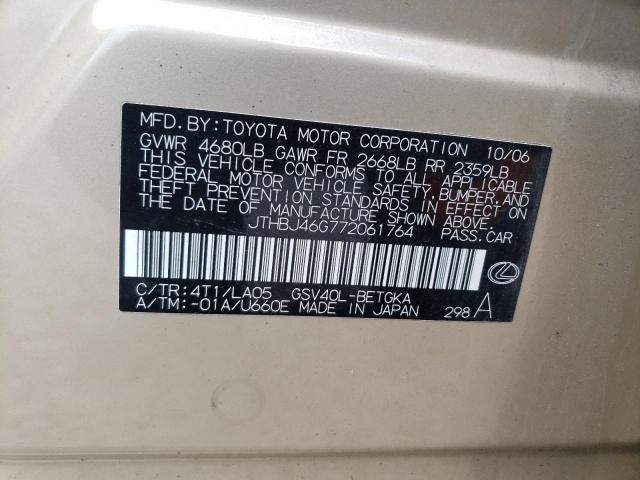 MFD. BY: TOYOTA MOTOR CORPORATION 10/06
GVWR 4680LB GAWR FR 2668LB RR 2359LB
THIS VEHICLE CONFORMS TO ALL APPLICABLE
FEDERAL MOTOR VEHICLE SAFETY, BUMPER, AND
THEFT PREVENTION STANDARDS IN EFFECT ON
THE DATE OF MANUFACTURE SHOWN ABOVE.
JTHBJ46G772061764 PASS. CAR
C/TR: 4T1/LA05 GSV40L-BETGKA
A/TM: -01A/U660E MADE IN JAPAN 298 A